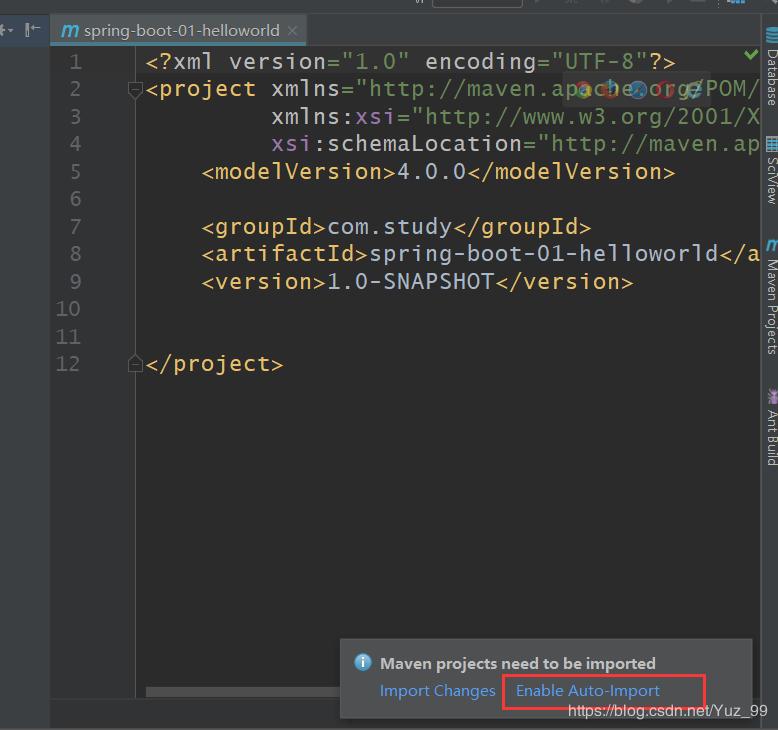 spring-boot-01-helloworld
1 <?xml version="1.0" encoding="UTF-8"?>
2 <project xmlns="http://maven.apache.org/POM/
3 xmlns:xsi="http://www.w3.org/2001/X
4 xsi:schemaLocation="http://maven.ap
5 <modelVersion>4.0.0</modelVersion>
6
7 <groupId>com.study</groupId>
8 <artifactId>spring-boot-01-helloworld</a
9 <version>1.0-SNAPSHOT</version>
10
11
12 </project>
Database
SciView
Maven Projects
Ant Build
Maven projects need to be imported
Import Changes Enable Auto-Import
https://blog.csdn.net/Yuz_99